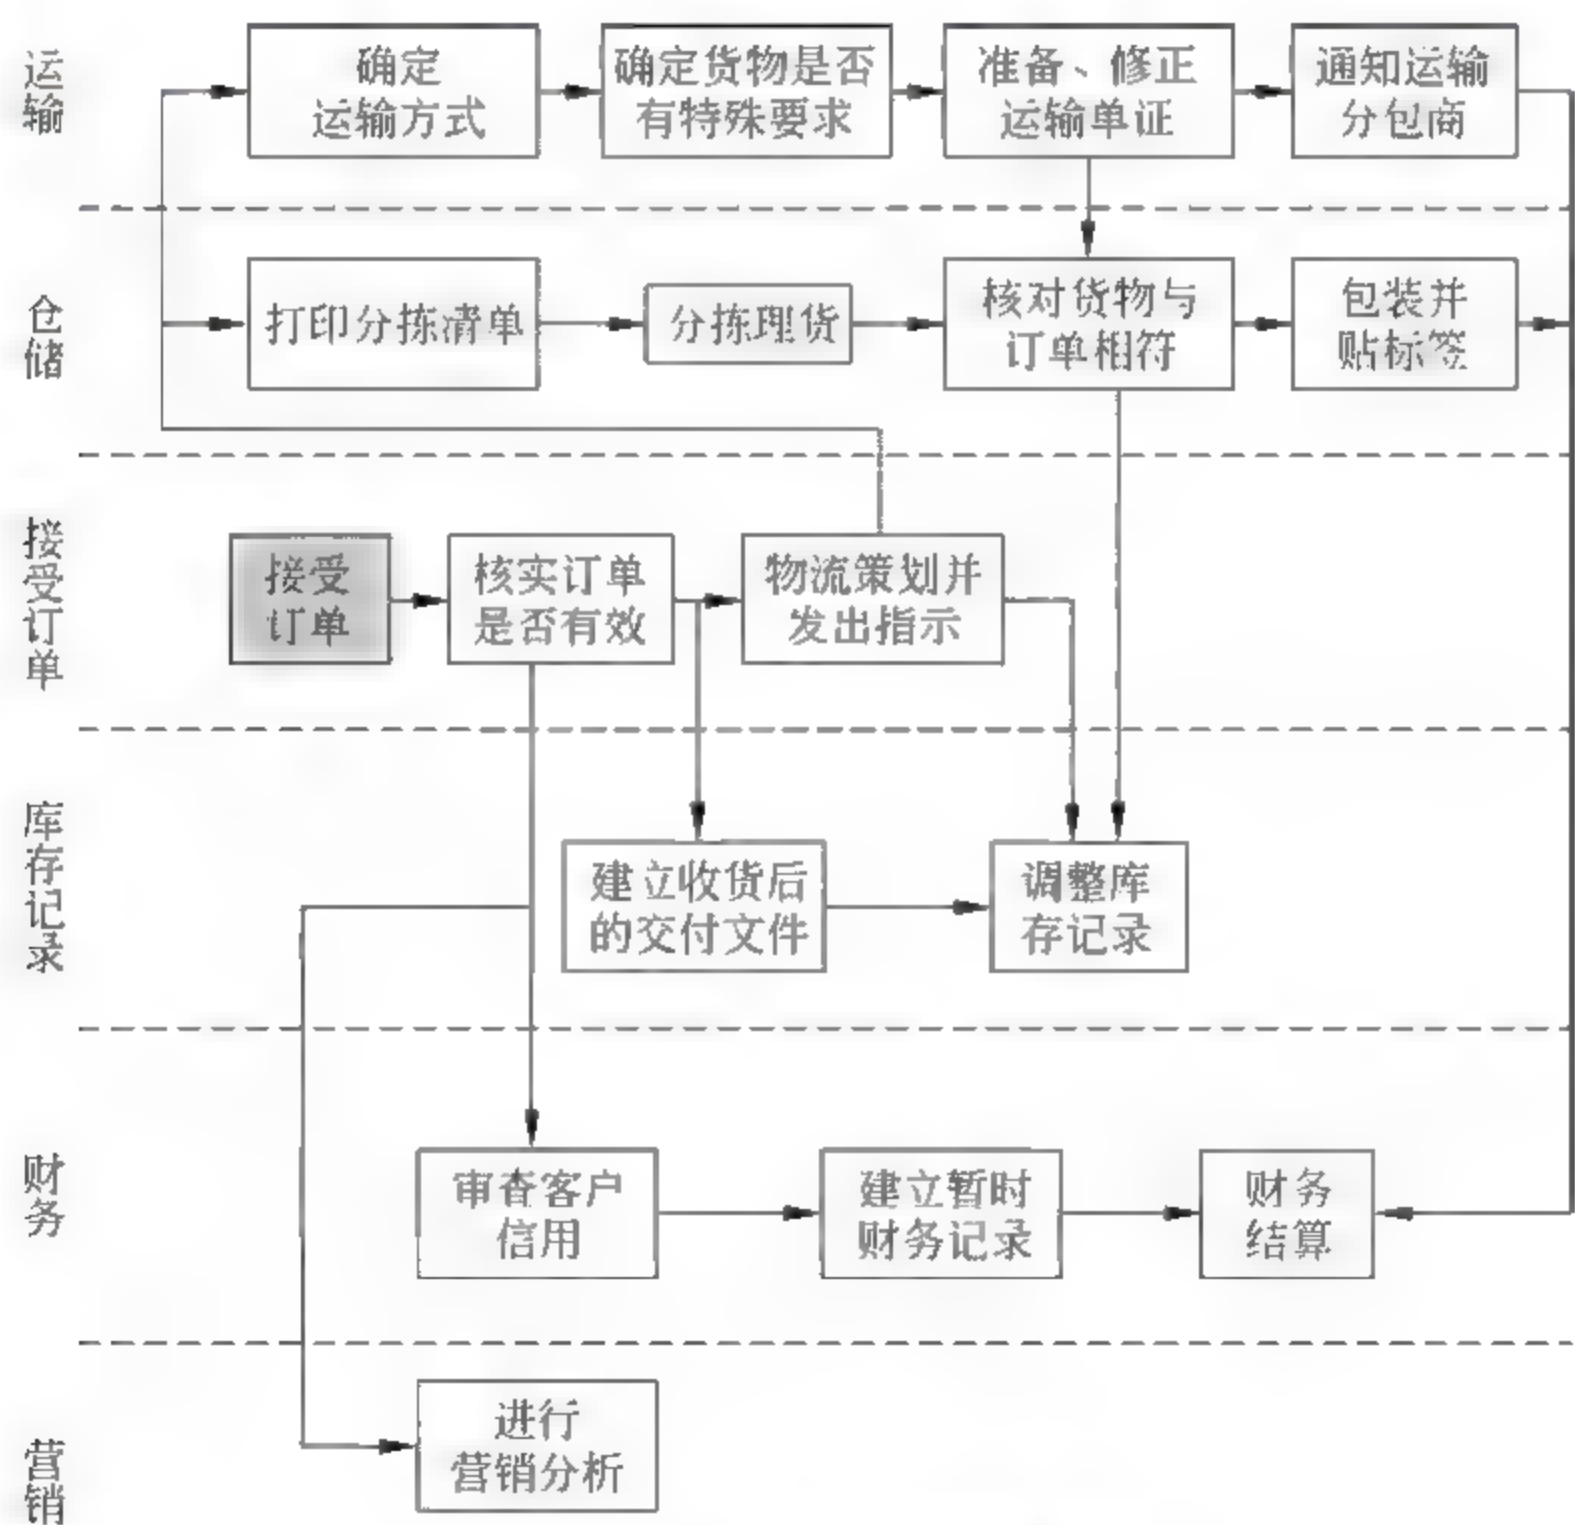 运输
确定
运输方式
确定货物是否
有特殊要求
准备、修正
运输单证
通知运输
分包商
仓储
打印分拣清单
分拣理货
核对货物与
订单相符
包装并
贴标签
接受订单
接受
订单
核实订单
是否有效
物流策划并
发出指示
库存记录
建立收货后
的交付文件
调整库
存记录
财务
审查客户
信用
建立暂时
财务记录
财务
结算
营销
进行
营销分析